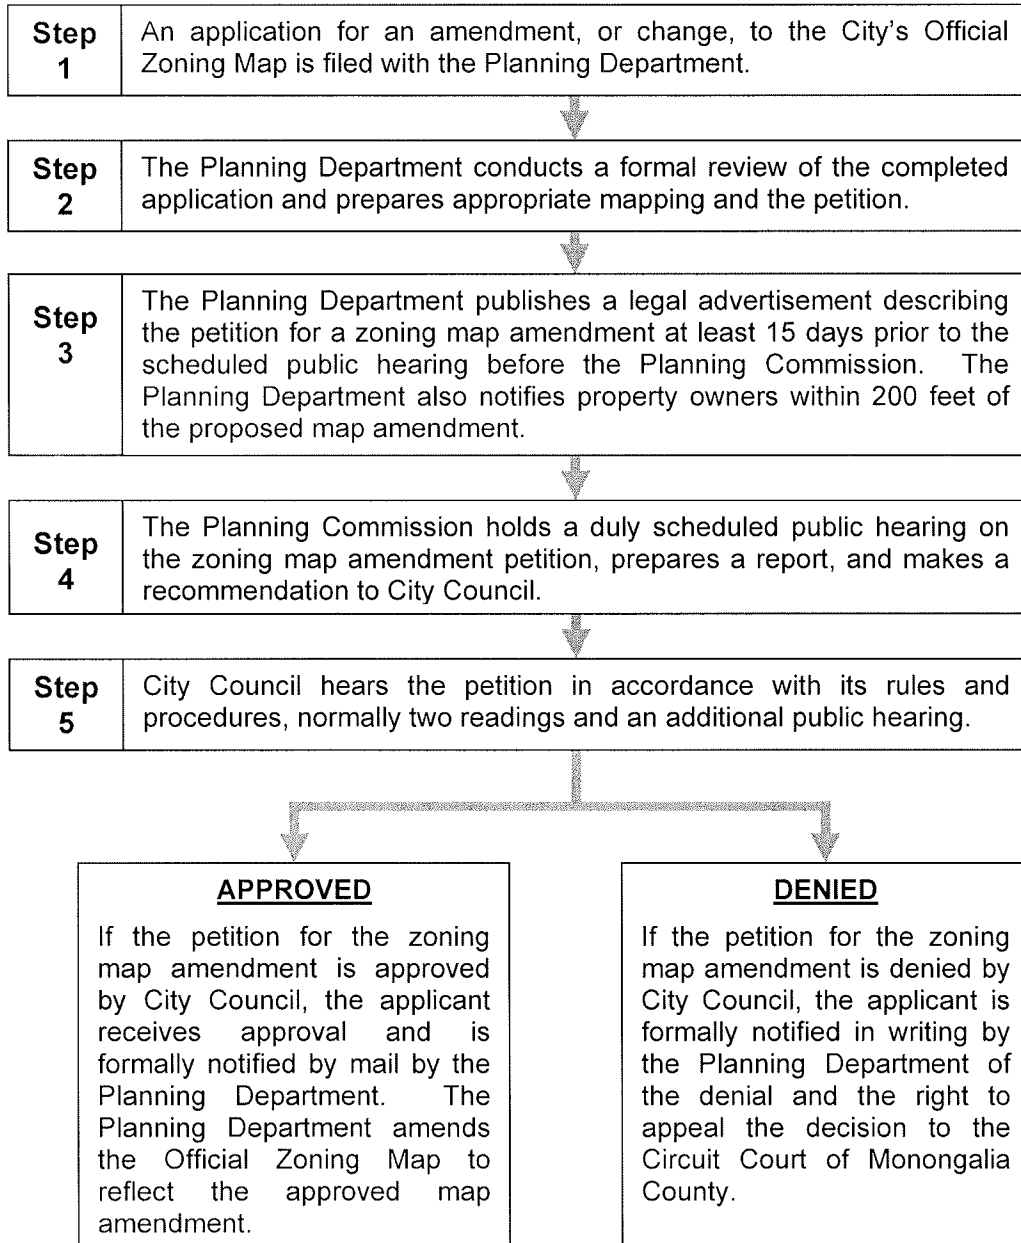 Step
1
An application for an amendment, or change, to the City's Official
Zoning Map is filed with the Planning Department.
Step
2
The Planning Department conducts a formal review of the completed
application and prepares appropriate mapping and the petition.
Step
3
The Planning Department publishes a legal advertisement describing
the petition for a zoning map amendment at least 15 days prior to the
scheduled public hearing before the Planning Commission. The
Planning Department also notifies property owners within 200 feet of
the proposed map amendment.
Step
4
The Planning Commission holds a duly scheduled public hearing on
the zoning map amendment petition, prepares a report, and makes a
recommendation to City Council.
Step
5
City Council hears the petition in accordance with its rules and
procedures, normally two readings and an additional public hearing.
APPROVED
If the petition for the zoning
map amendment is approved
by City Council, the applicant
receives approval and is
formally notified by mail by the
Planning Department. The
Planning Department amends
the Official Zoning Map to
reflect the approved map
amendment.
DENIED
If the petition for the zoning
map amendment is denied by
City Council, the applicant is
formally notified in writing by
the Planning Department of
the denial and the right to
appeal the decision to the
Circuit Court of Monongalia
County.